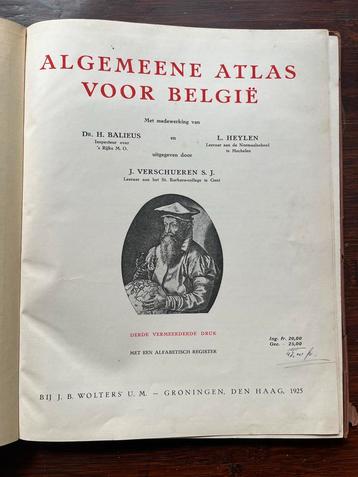 ALGEMEENE ATLAS
VOOR BELGIË
Met medewerking van
DR. H. BALIEUS
Inspecteur over
's Rijks M. O.
en
L. HEYLEN
Leeraar aan de Normaalschool
te Mechelen
uitgegeven door
J. VERSCHUEREN S. J.
Leeraar aan het St. Barbara-college te Gent
DERDE VERMEERDERDE DRUK
MET EEN ALFABETISCH REGISTER
Ing. fr. 20,00
Gec. 25,00
BIJ J. B. WOLTERS' U. M. — GRONINGEN, DEN HAAG, 1925